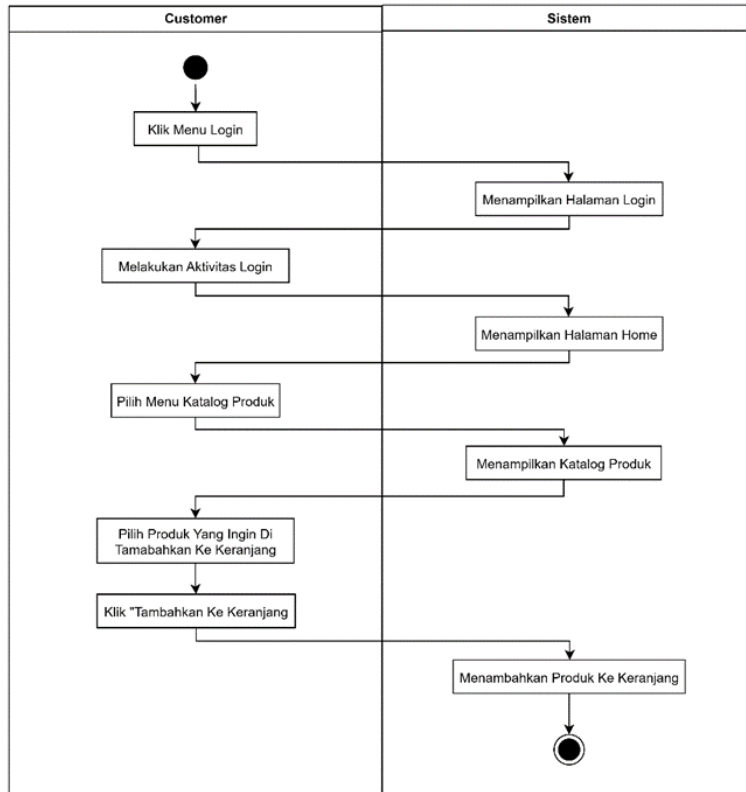 Customer
Sistem
Klik Menu Login
Menampilkan Halaman Login
Melakukan Aktivitas Login
Menampilkan Halaman Home
Pilih Menu Katalog Produk
Menampilkan Katalog Produk
Pilih Produk Yang Ingin Di
Tamabahkan Ke Keranjang
Klik "Tambahkan Ke Keranjang
Menambahkan Produk Ke Keranjang